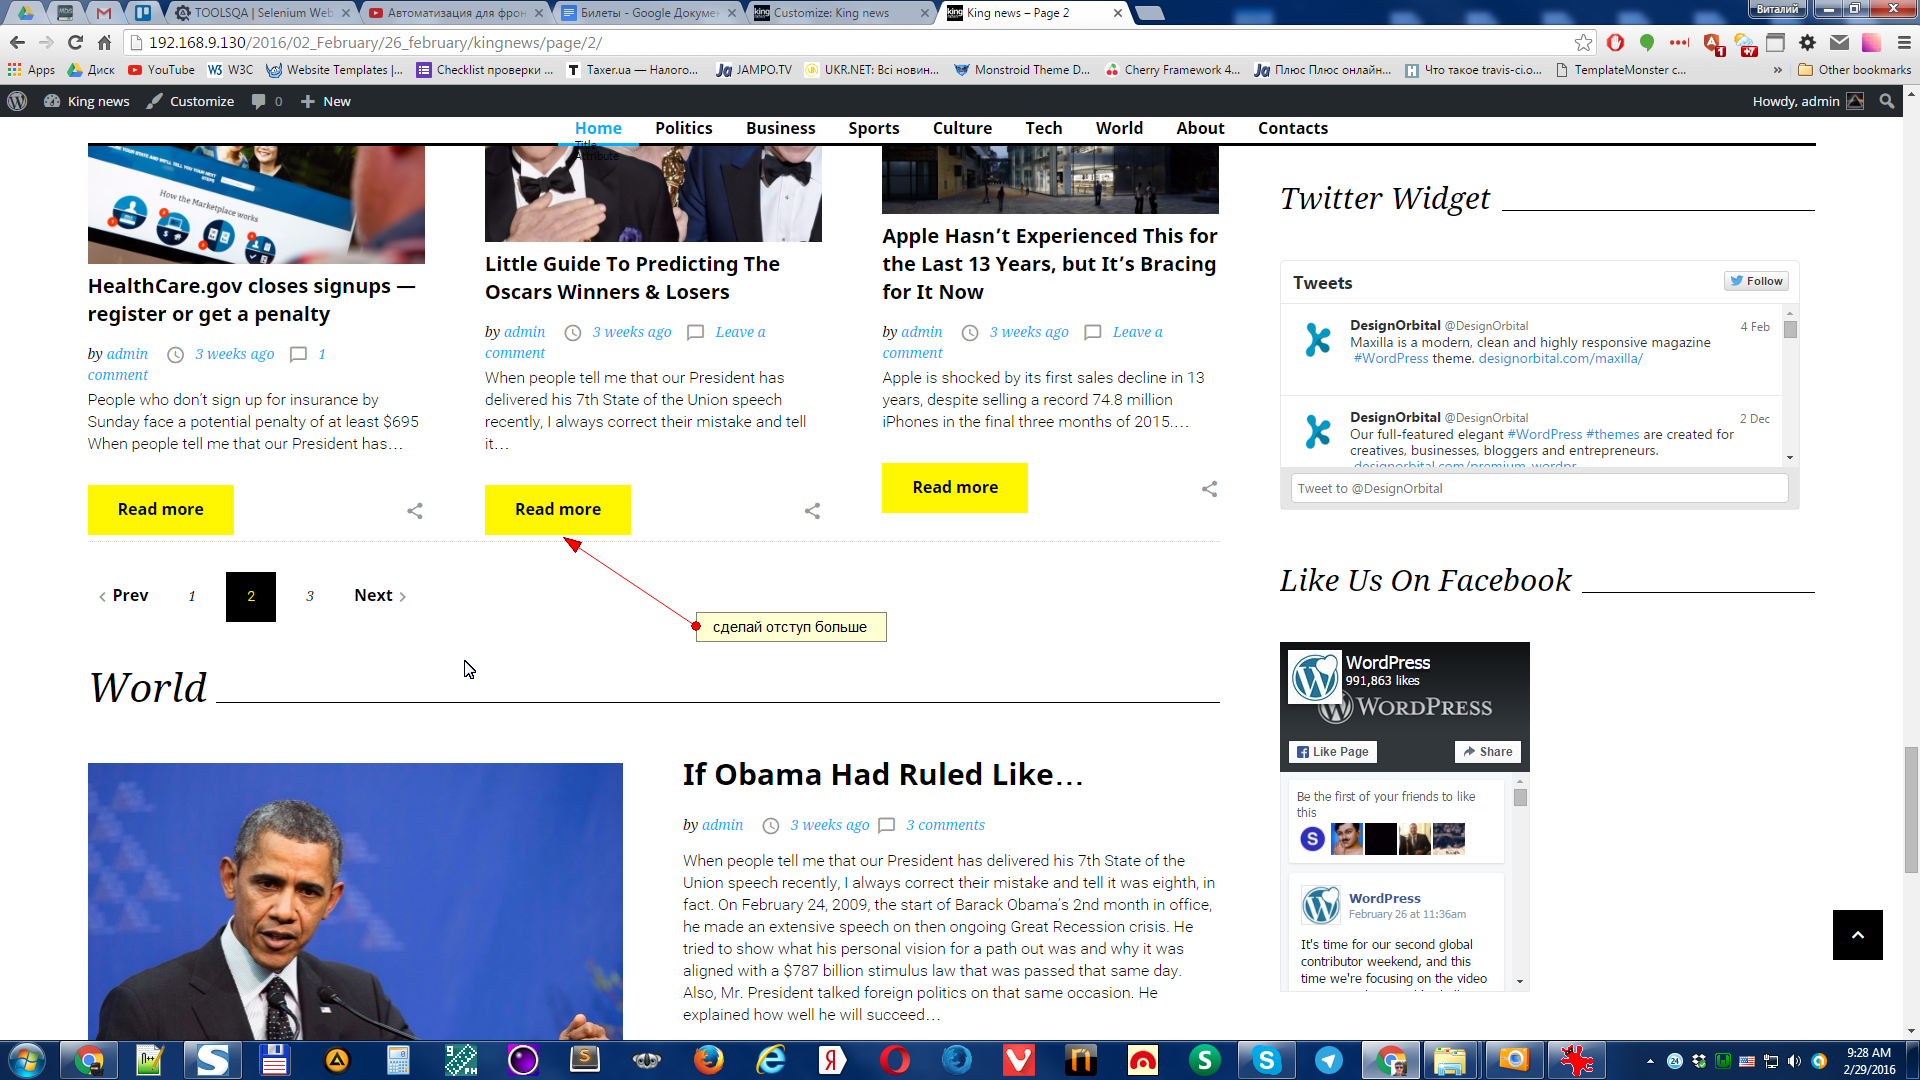 TOOLSQA | Selenium Web
Автоматизация для фрон
Билеты - Google Докумен
Customize: King news
King news – Page 2
Виталий
192.168.9.130/2016/02_February/26_february/kingnews/page/2/
Apps
Диск
YouTube
W3C
Website Templates |...
Checklist проверки ...
Taxer.ua — Налого...
JAMPO.TV
UKR.NET: Всі новин...
Monstroid Theme D...
Cherry Framework 4...
Плюс Плюс онлайн...
Что такое travis-ci.o...
TemplateMonster c...
Other bookmarks
King news
Customize
0
New
Howdy, admin
Home
Politics
Business
Sports
Culture
Tech
World
About
Contacts
Title
Attribute
How the Marketplace works
HealthCare.gov closes signups —
register or get a penalty
by admin 3 weeks ago 1
comment
People who don’t sign up for insurance by
Sunday face a potential penalty of at least $695
When people tell me that our President has…
Read more
Little Guide To Predicting The
Oscars Winners & Losers
by admin 3 weeks ago Leave a
comment
When people tell me that our President has
delivered his 7th State of the Union speech
recently, I always correct their mistake and tell
it…
Read more
Apple Hasn’t Experienced This for
the Last 13 Years, but It’s Bracing
for It Now
by admin 3 weeks ago Leave a
comment
Apple is shocked by its first sales decline in 13
years, despite selling a record 74.8 million
iPhones in the final three months of 2015.…
Read more
Prev 1 2 3 Next
сделай отступ больше
World
If Obama Had Ruled Like…
by admin 3 weeks ago 3 comments
When people tell me that our President has delivered his 7th State of the
Union speech recently, I always correct their mistake and tell it was eighth, in
fact. On February 24, 2009, the start of Barack Obama’s 2nd month in office,
he made an extensive speech on then ongoing Great Recession crisis. He
tried to show what his personal vision for a path out was and why it was
aligned with a $787 billion stimulus law that was passed that same day.
Also, Mr. President talked foreign politics on that same occasion. He
explained how well he will succeed…
Twitter Widget
Tweets
Follow
DesignOrbital @DesignOrbital 4 Feb
Maxilla is a modern, clean and highly responsive magazine
#WordPress theme. designorbital.com/maxilla/
DesignOrbital @DesignOrbital 2 Dec
Our full-featured elegant #WordPress #themes are created for
creatives, businesses, bloggers and entrepreneurs.
designorbital.com/premium-wordpr
Tweet to @DesignOrbital
Like Us On Facebook
WordPress
991,863 likes
WORDPRESS
Like Page
Share
Be the first of your friends to like
this
WordPress
February 26 at 11:36am
It's time for our second global
contributor weekend, and this
time we're focusing on the video
9:28 AM
2/29/2016